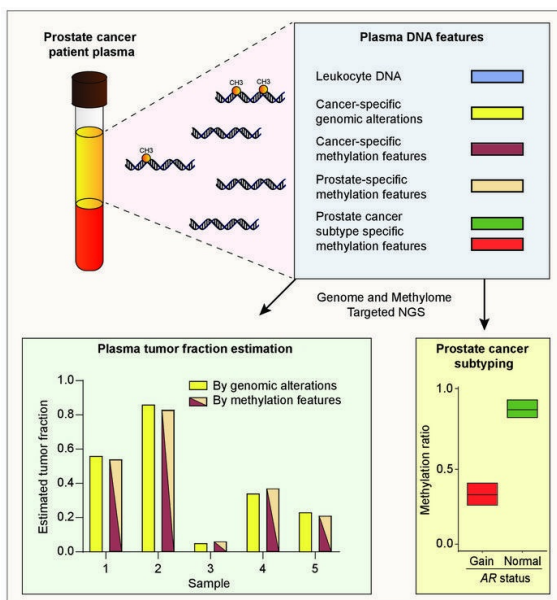 Prostate cancer
patient plasma
CH3
CH3
CH3
Plasma DNA features
Leukocyte DNA
Cancer-specific
genomic alterations
Cancer-specific
methylation features
Prostate-specific
methylation features
Prostate cancer
subtype specific
methylation features
Genome and Methylome
Targeted NGS
Plasma tumor fraction estimation
By genomic alterations
By methylation features
Estimated tumor fraction
1.0
0.8
0.6
0.4
0.2
0.0
1 2 3 4 5
Sample
Prostate cancer
subtyping
Methylation ratio
1.0
0.5
0.0
Gain Normal
AR status